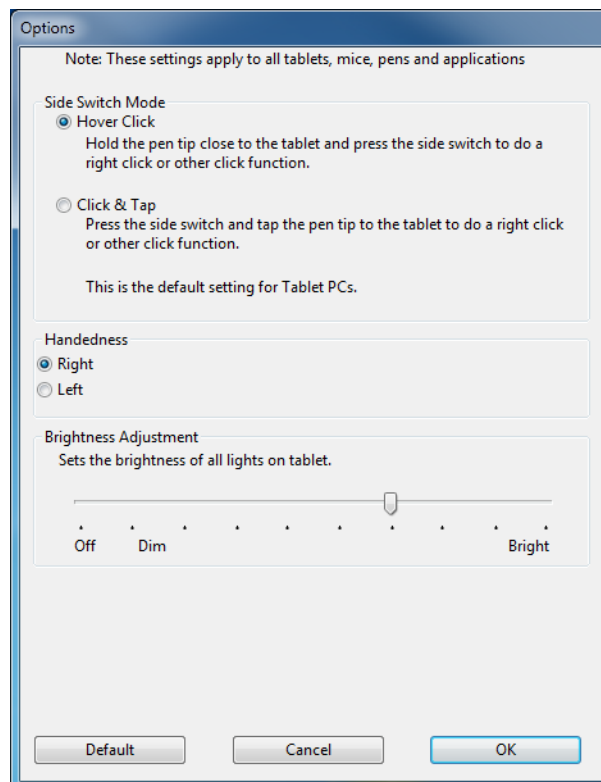 Options
Note: These settings apply to all tablets, mice, pens and applications
Side Switch Mode
Hover Click
Hold the pen tip close to the tablet and press the side switch to do a
right click or other click function.
Click & Tap
Press the side switch and tap the pen tip to the tablet to do a right click
or other click function.
This is the default setting for Tablet PCs.
Handedness
Right
Left
Brightness Adjustment
Sets the brightness of all lights on tablet.
Off Dim Bright
Default Cancel OK